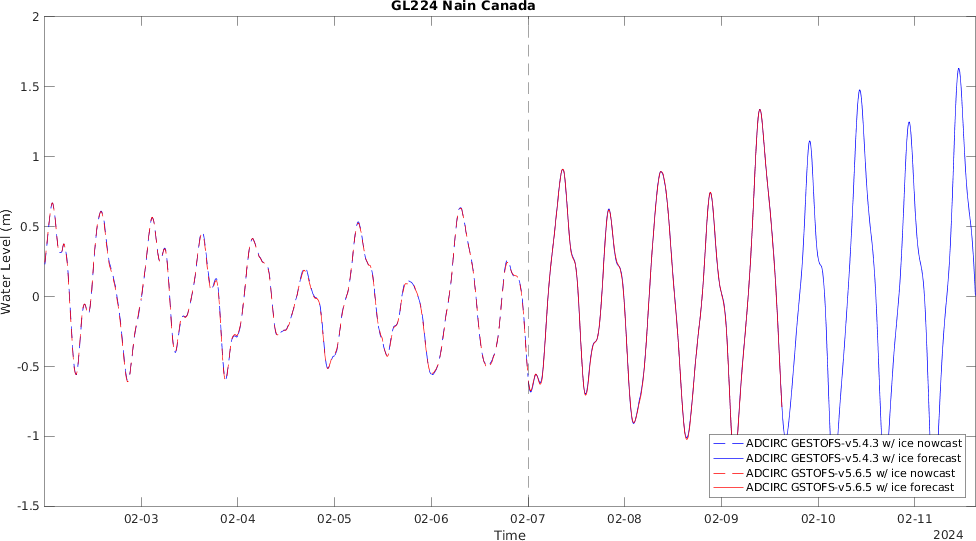 GL224 Nain Canada
2
1.5
1
0.5
0
-0.5
-1
-1.5
Water Level (m)
ADCIRC GESTOFS-v5.4.3 w/ ice nowcast
ADCIRC GESTOFS-v5.4.3 w/ ice forecast
ADCIRC GSTOFS-v5.6.5 w/ ice nowcast
ADCIRC GSTOFS-v5.6.5 w/ ice forecast
02-03 02-04 02-05 02-06 02-07 02-08 02-09 02-10 02-11
Time
2024